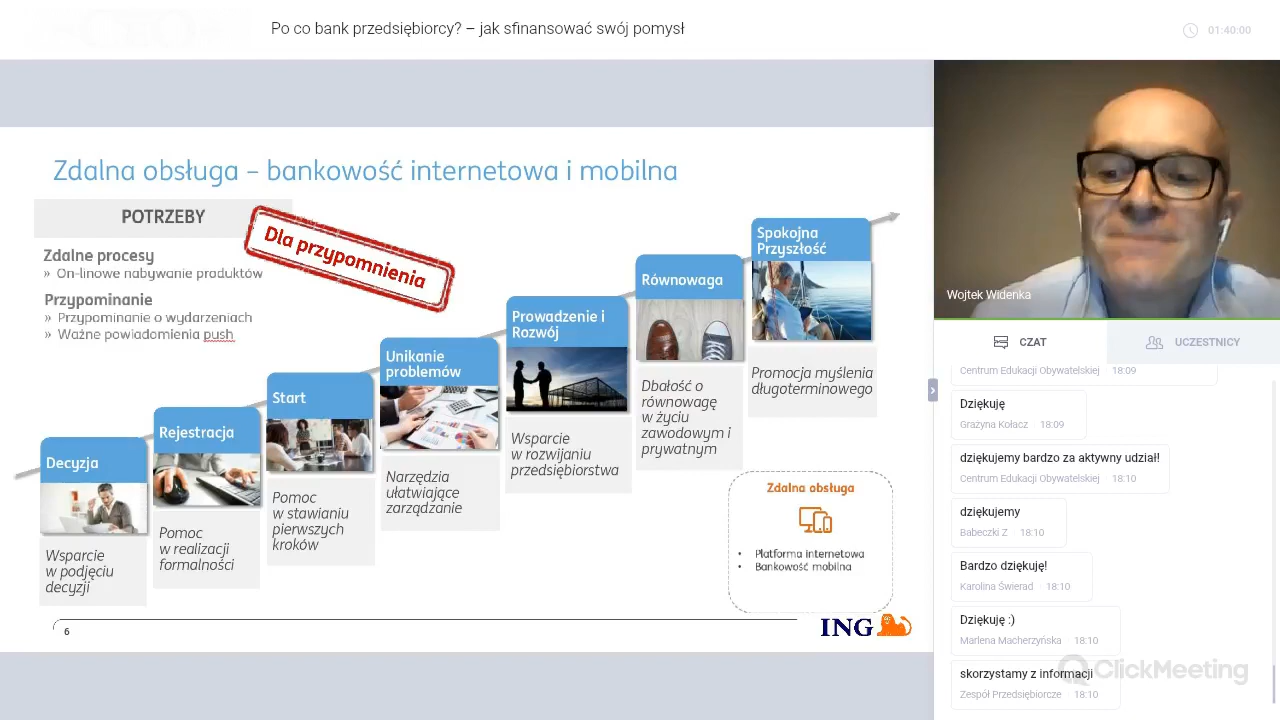 Po co bank przedsiębiorcy? – jak sfinansować swój pomysł
01:40:00
Zdalna obsługa – bankowość internetowa i mobilna
POTRZEBY
Zdalne procesy
» On-linowe nabywanie produktów
Przypominanie
» Przypominanie o wydarzeniach
» Ważne powiadomienia push
Dla przypomnienia
Decyzja
Wsparcie
w podjęciu
decyzji
Rejestracja
Pomoc
w realizacji
formalności
Start
Pomoc
w stawianiu
pierwszych
kroków
Unikanie
problemów
Narzędzia
ułatwiające
zarządzanie
Prowadzenie i
Rozwój
Wsparcie
w rozwijaniu
przedsiębiorstwa
Równowaga
Dbałość o
równowagę
w życiu
zawodowym i
prywatnym
Spokojna
Przyszłość
Promocja myślenia
długoterminowego
Zdalna obsługa
• Platforma internetowa
• Bankowość mobilna
6
ING
Wojtek Widenka
CZAT
UCZESTNICY
Centrum Edukacji Obywatelskiej 18:09
Dziękuję
Grażyna Kołacz 18:09
dziękujemy bardzo za aktywny udział!
Centrum Edukacji Obywatelskiej 18:10
dziękujemy
Babeczki Z 18:10
Bardzo dziękuję!
Karolina Świerad 18:10
Dziękuję :)
Marlena Macherzyńska 18:10
skorzystamy z informacji
Zespół Przedsiębiorcze 18:10
ClickMeeting